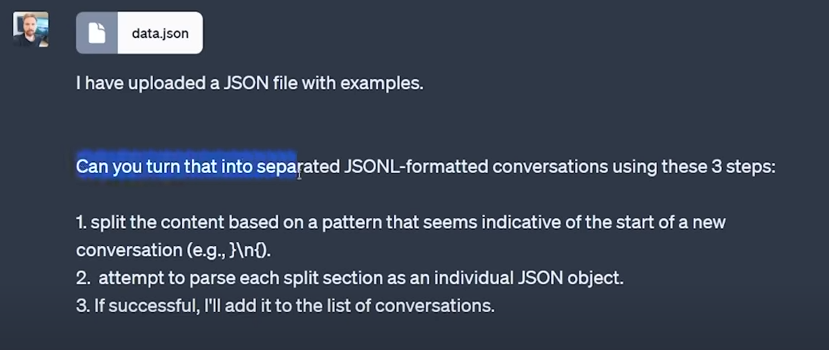 data.json
I have uploaded a JSON file with examples.
Can you turn that into separated JSONL-formatted conversations using these 3 steps:
1. split the content based on a pattern that seems indicative of the start of a new
conversation (e.g., }\n{).
2. attempt to parse each split section as an individual JSON object.
3. If successful, I'll add it to the list of conversations.